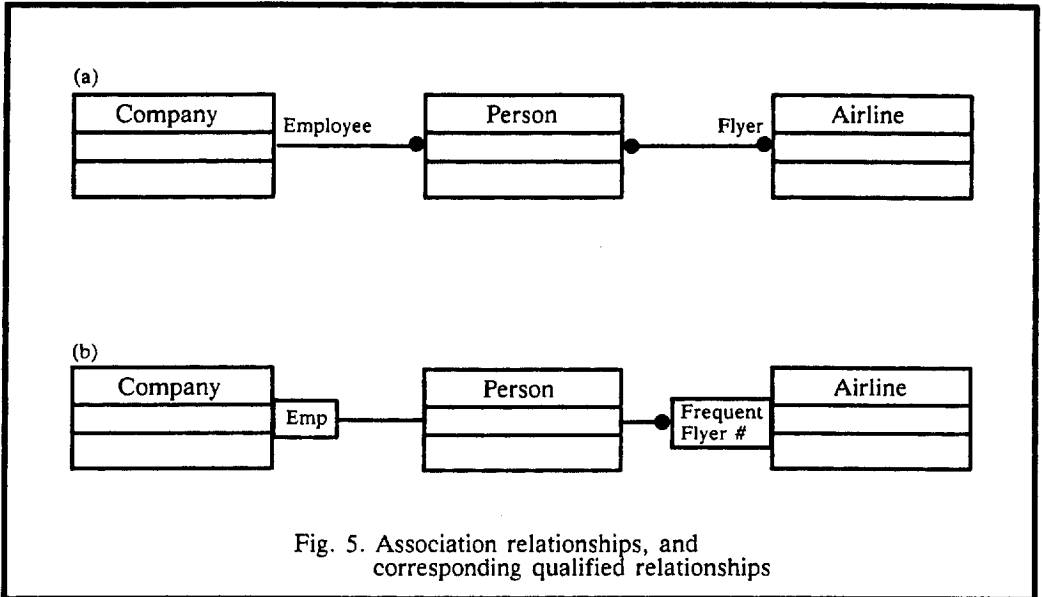 (a)
Company
Employee
Person
Flyer
Airline
(b)
Company
Emp
Person
Frequent
Flyer #
Airline
Fig. 5. Association relationships, and
corresponding qualified relationships